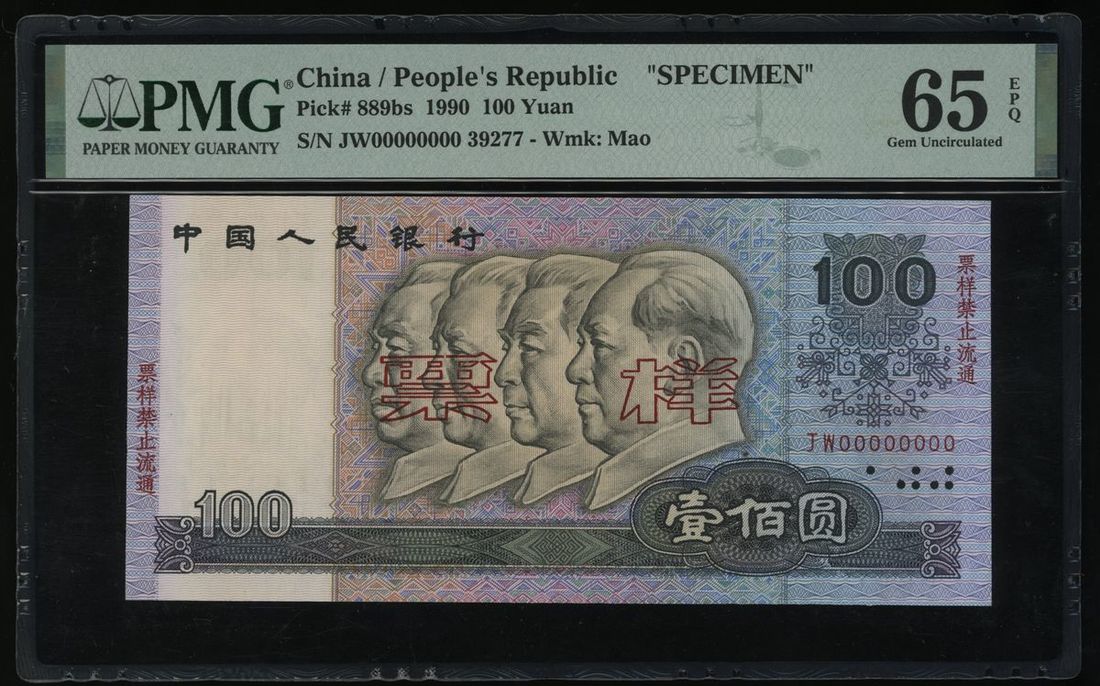 PMG®
PAPER MONEY GUARANTY
China / People's Republic "SPECIMEN"
Pick# 889bs 1990 100 Yuan
S/N JW00000000 39277 - Wmk: Mao
65 EPQ
Gem Uncirculated
中国人民银行
100
票样禁止流通
票样
票样禁止流通
JW00000000
100
壹佰圆